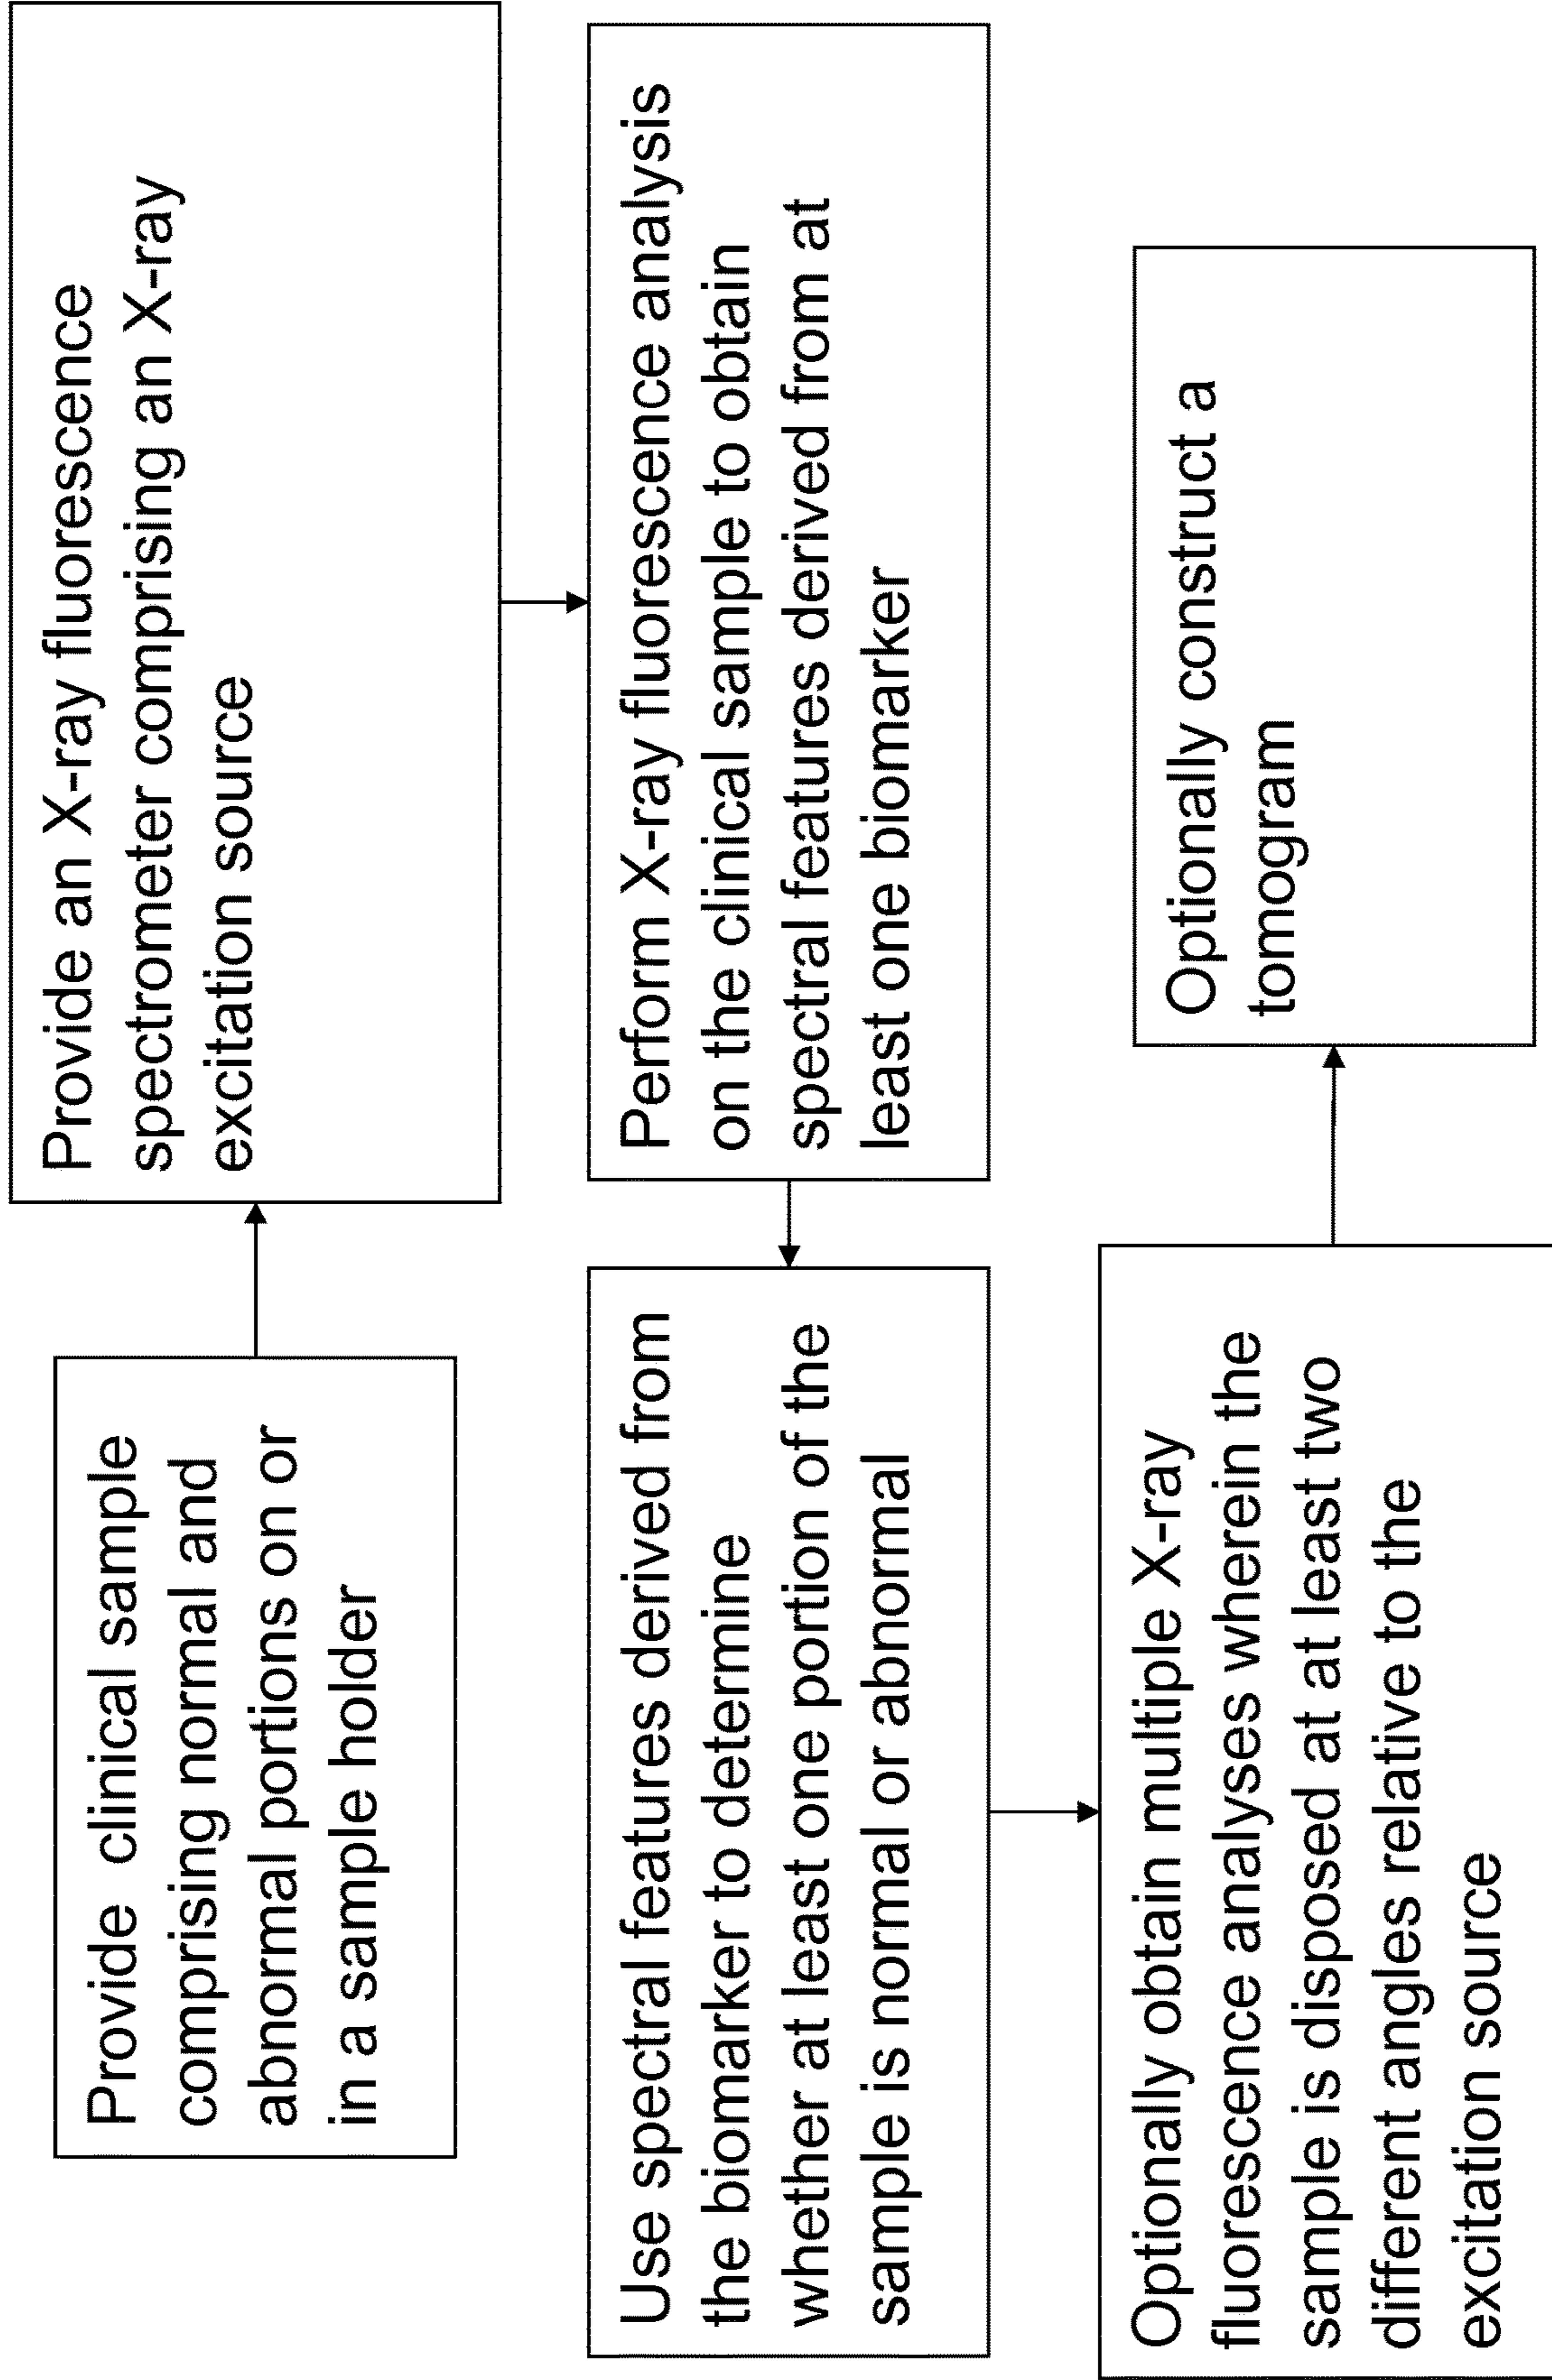 Provide clinical sample
comprising normal and
abnormal portions on or
in a sample holder
Provide an X-ray fluorescence
spectrometer comprising an X-ray
excitation source
Perform X-ray fluorescence analysis
on the clinical sample to obtain
spectral features derived from at
least one biomarker
Use spectral features derived from
the biomarker to determine
whether at least one portion of the
sample is normal or abnormal
Optionally obtain multiple X-ray
fluorescence analyses wherein the
sample is disposed at at least two
different angles relative to the
excitation source
Optionally construct a
tomogram